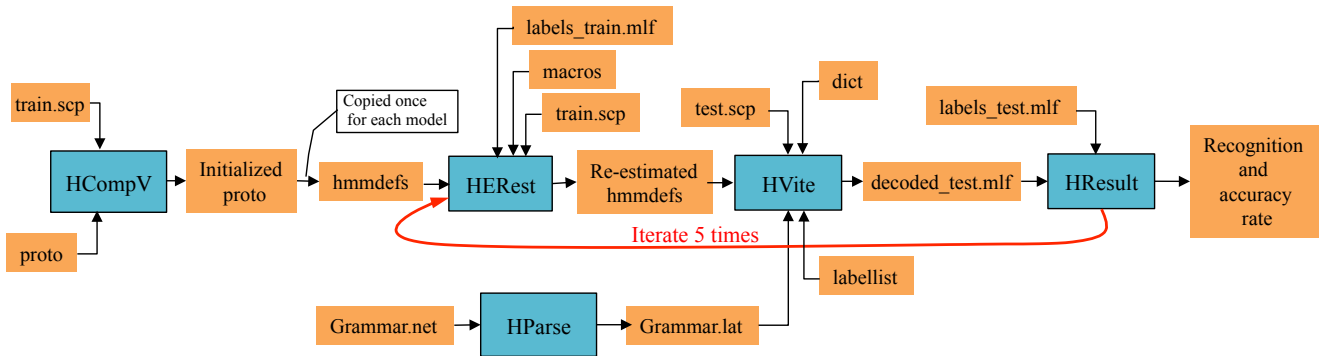 labels_train.mlf
macros
dict
train.scp
Copied once
for each model
train.scp
test.scp
labels_test.mlf
HCompV
Initialized
proto
hmmdefs
HERest
Re-estimated
hmmdefs
HVite
decoded_test.mlf
HResult
Recognition
and
accuracy
rate
proto
Iterate 5 times
labellist
Grammar.net
HParse
Grammar.lat